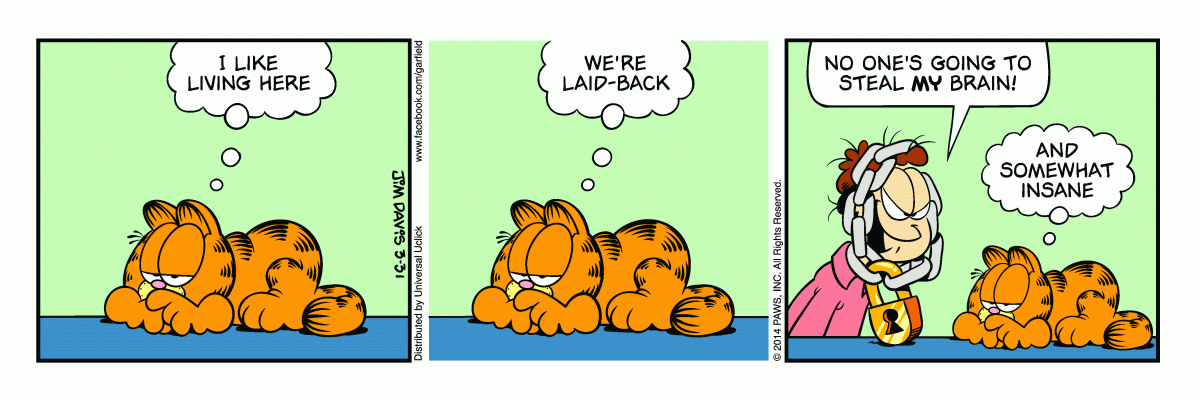 I LIKE
LIVING HERE
JIM DAVIS 3-31
www.facebook.com/garfield
Distributed by Universal Uclick
WE'RE
LAID-BACK
© 2014 PAWS, INC. All Rights Reserved.
NO ONE'S GOING TO
STEAL MY BRAIN!
AND
SOMEWHAT
INSANE